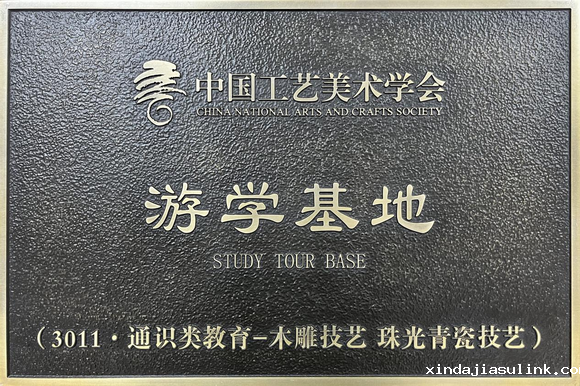 中国工艺美术学会
CHINA NATIONAL ARTS AND CRAFTS SOCIETY
游学基地
STUDY TOUR BASE
(3011·通识类教育-木雕技艺 珠光青瓷技艺)
xindajiasulink.com